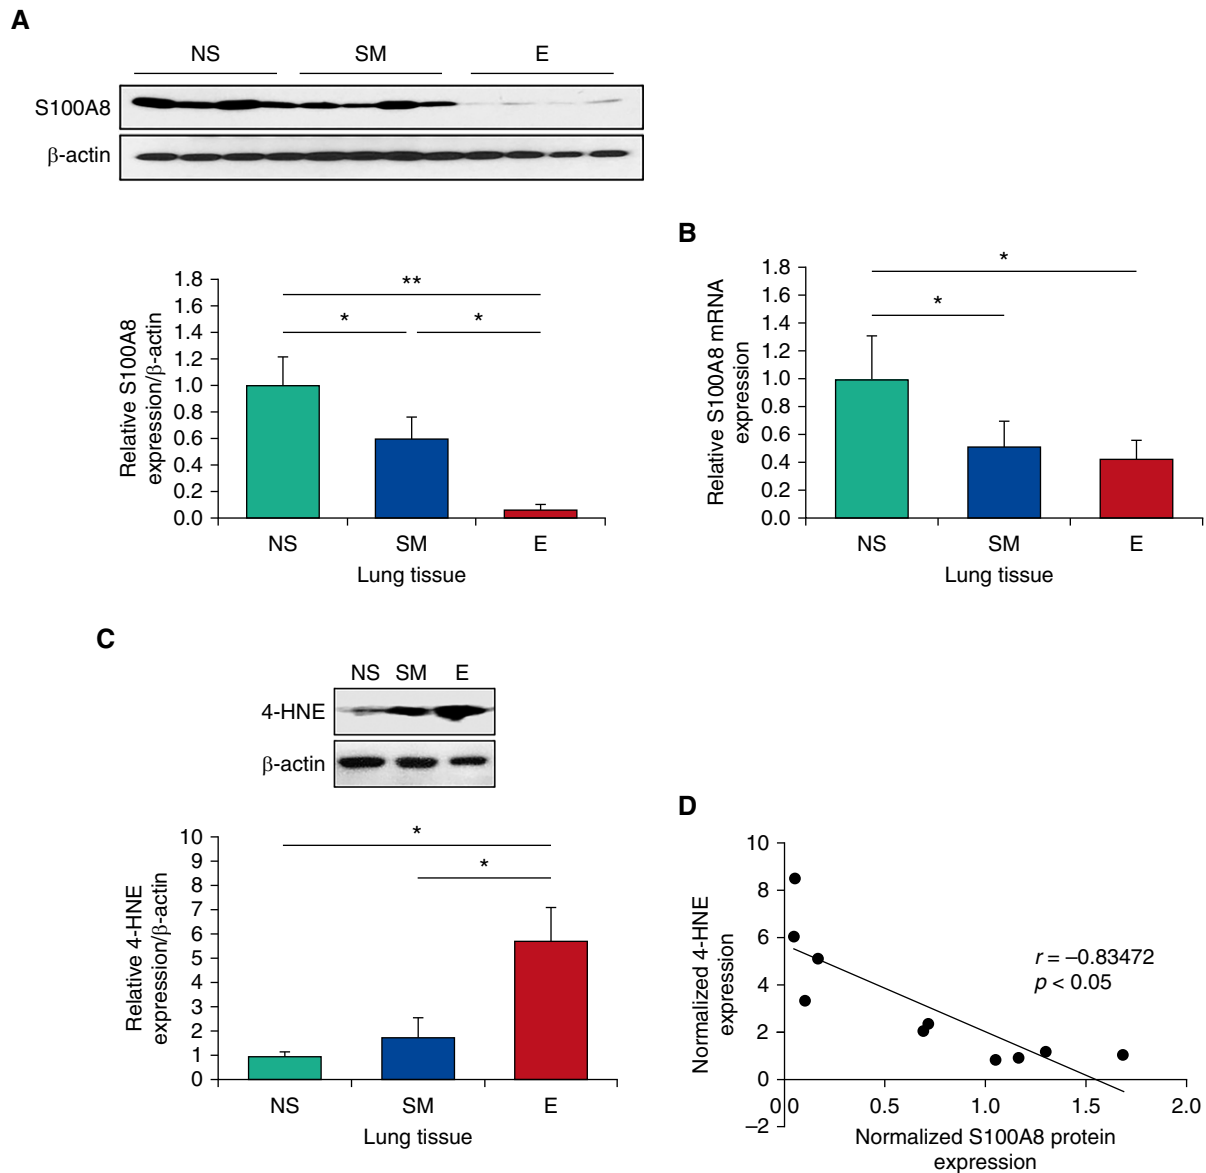 A
NS SM E
S100A8
β-actin
Relative S100A8
expression/β-actin
1.8
1.6
1.4
1.2
1.0
0.8
0.6
0.4
0.2
0.0
**
* *
NS SM E
Lung tissue
B
Relative S100A8 mRNA
expression
1.8
1.6
1.4
1.2
1.0
0.8
0.6
0.4
0.2
0.0
*
*
NS SM E
Lung tissue
C
NS SM E
4-HNE
β-actin
Relative 4-HNE
expression/β-actin
10
9
8
7
6
5
4
3
2
1
0
*
*
NS SM E
Lung tissue
D
Normalized 4-HNE
expression
10
8
6
4
2
0
–2
r = –0.83472
p < 0.05
0.0 0.5 1.0 1.5 2.0
Normalized S100A8 protein
expression